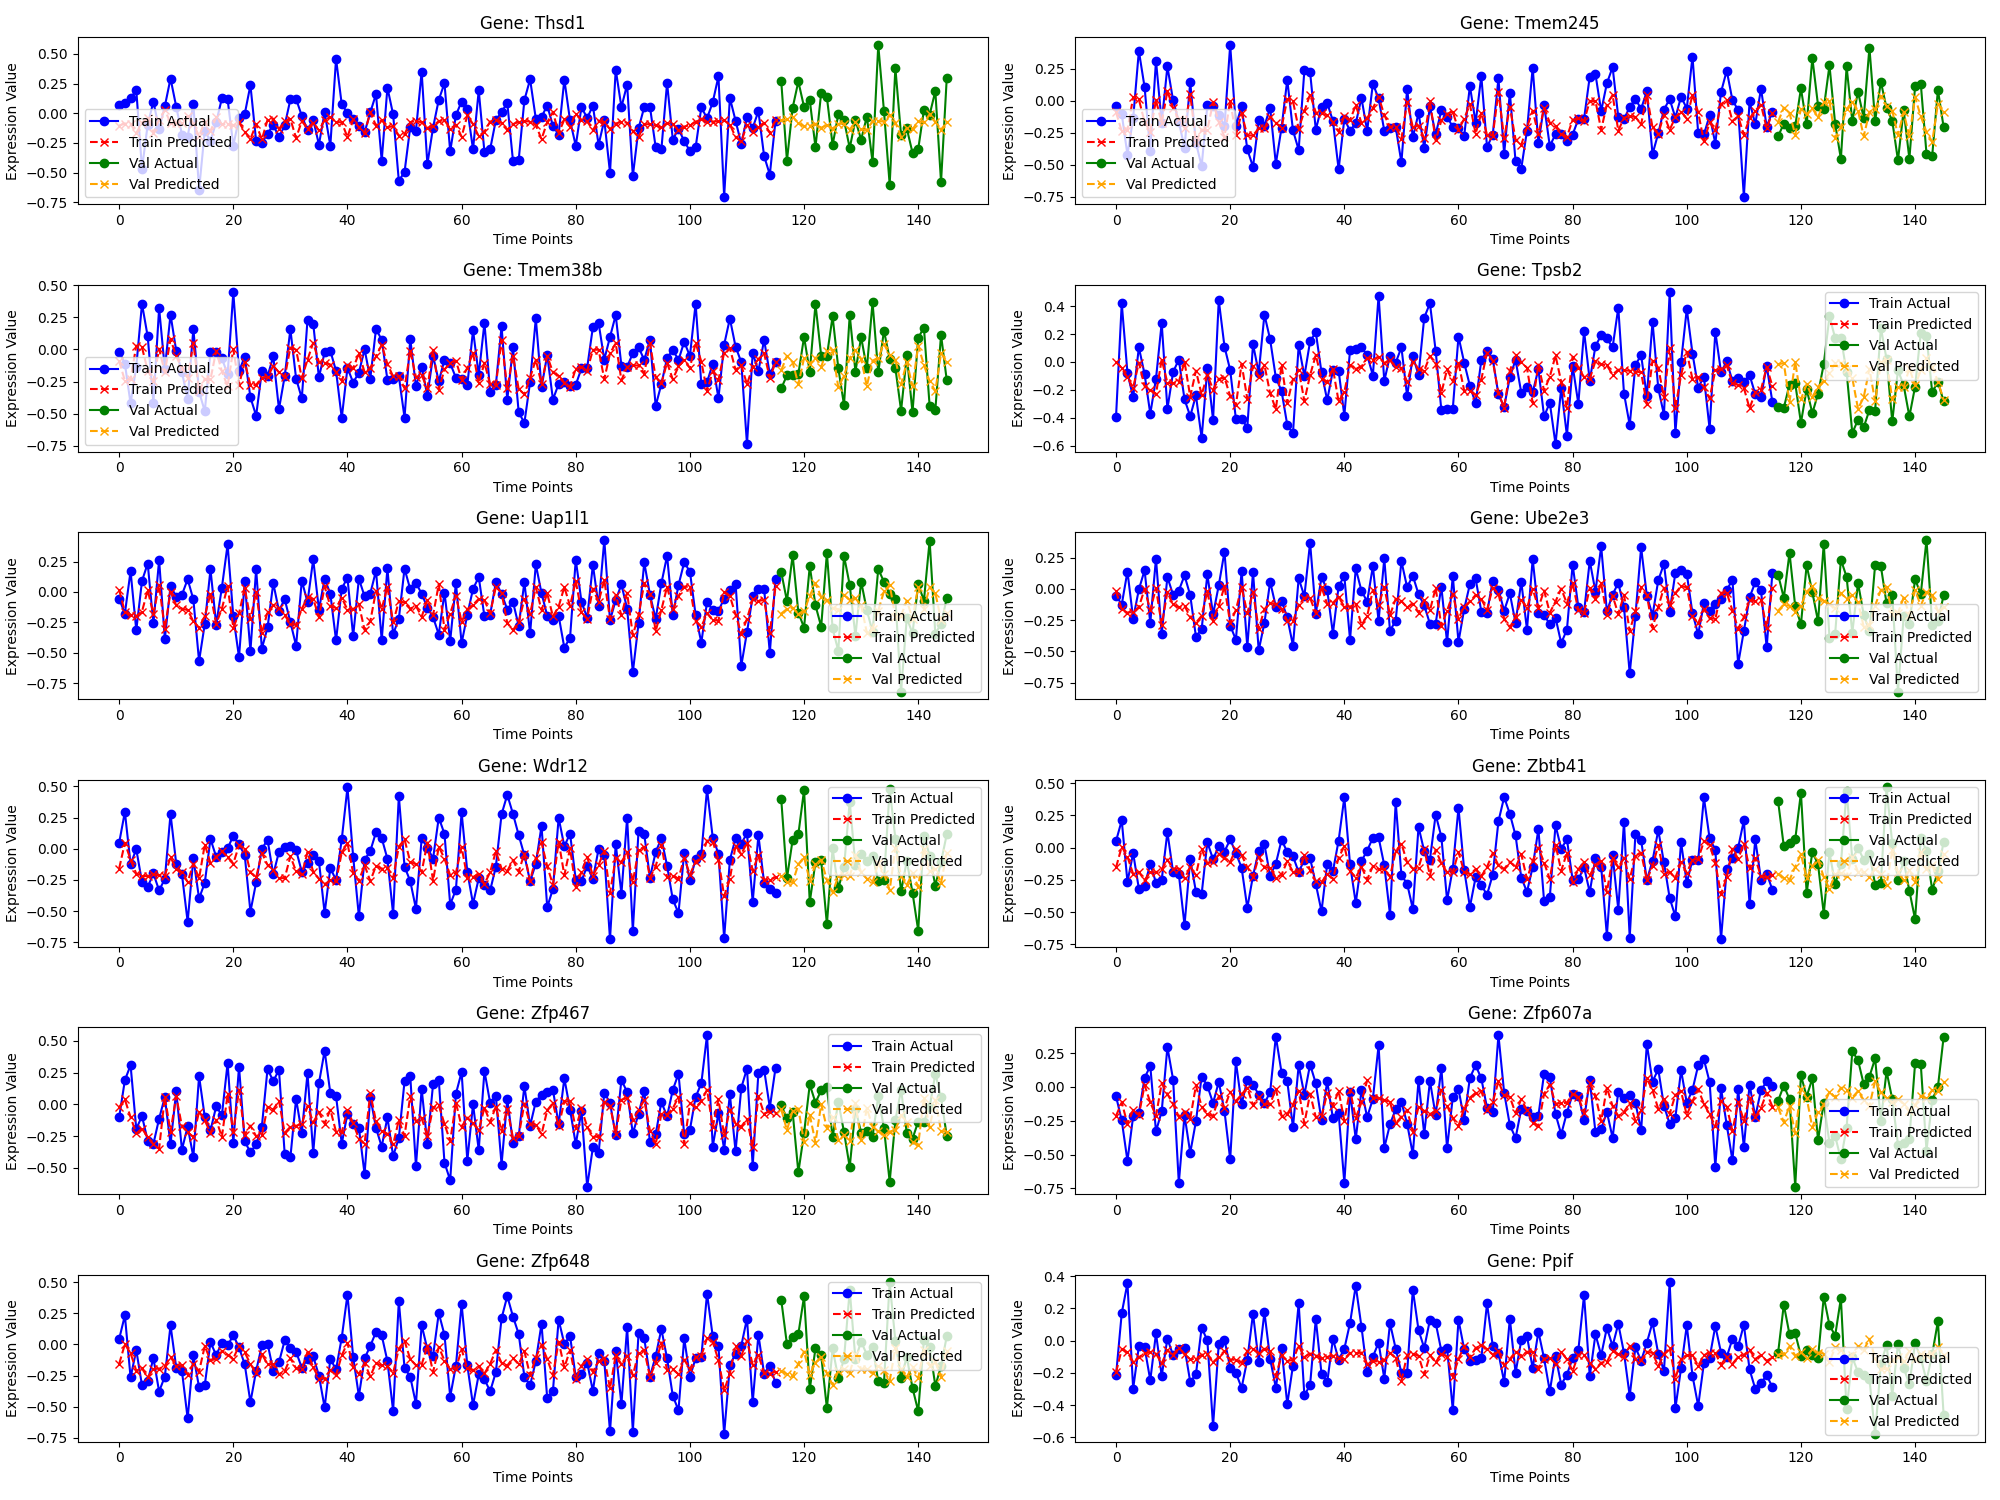 Gene: Thsd1
Expression Value
0.50
0.25
0.00
−0.25
−0.50
−0.75
Train Actual
Train Predicted
Val Actual
Val Predicted
0 20 40 60 80 100 120 140
Time Points
Gene: Tmem245
Expression Value
0.25
0.00
−0.25
−0.50
−0.75
Train Actual
Train Predicted
Val Actual
Val Predicted
0 20 40 60 80 100 120 140
Time Points
Gene: Tmem38b
Expression Value
0.50
0.25
0.00
−0.25
−0.50
−0.75
Train Actual
Train Predicted
Val Actual
Val Predicted
0 20 40 60 80 100 120 140
Time Points
Gene: Tpsb2
Expression Value
0.4
0.2
0.0
−0.2
−0.4
−0.6
Train Actual
Train Predicted
Val Actual
Val Predicted
0 20 40 60 80 100 120 140
Time Points
Gene: Uap1l1
Expression Value
0.25
0.00
−0.25
−0.50
−0.75
Train Actual
Train Predicted
Val Actual
Val Predicted
0 20 40 60 80 100 120 140
Time Points
Gene: Ube2e3
Expression Value
0.25
0.00
−0.25
−0.50
−0.75
Train Actual
Train Predicted
Val Actual
Val Predicted
0 20 40 60 80 100 120 140
Time Points
Gene: Wdr12
Expression Value
0.50
0.25
0.00
−0.25
−0.50
−0.75
Train Actual
Train Predicted
Val Actual
Val Predicted
0 20 40 60 80 100 120 140
Time Points
Gene: Zbtb41
Expression Value
0.50
0.25
0.00
−0.25
−0.50
−0.75
Train Actual
Train Predicted
Val Actual
Val Predicted
0 20 40 60 80 100 120 140
Time Points
Gene: Zfp467
Expression Value
0.50
0.25
0.00
−0.25
−0.50
Train Actual
Train Predicted
Val Actual
Val Predicted
0 20 40 60 80 100 120 140
Time Points
Gene: Zfp607a
Expression Value
0.25
0.00
−0.25
−0.50
−0.75
Train Actual
Train Predicted
Val Actual
Val Predicted
0 20 40 60 80 100 120 140
Time Points
Gene: Zfp648
Expression Value
0.50
0.25
0.00
−0.25
−0.50
−0.75
Train Actual
Train Predicted
Val Actual
Val Predicted
0 20 40 60 80 100 120 140
Time Points
Gene: Ppif
Expression Value
0.4
0.2
0.0
−0.2
−0.4
−0.6
Train Actual
Train Predicted
Val Actual
Val Predicted
0 20 40 60 80 100 120 140
Time Points